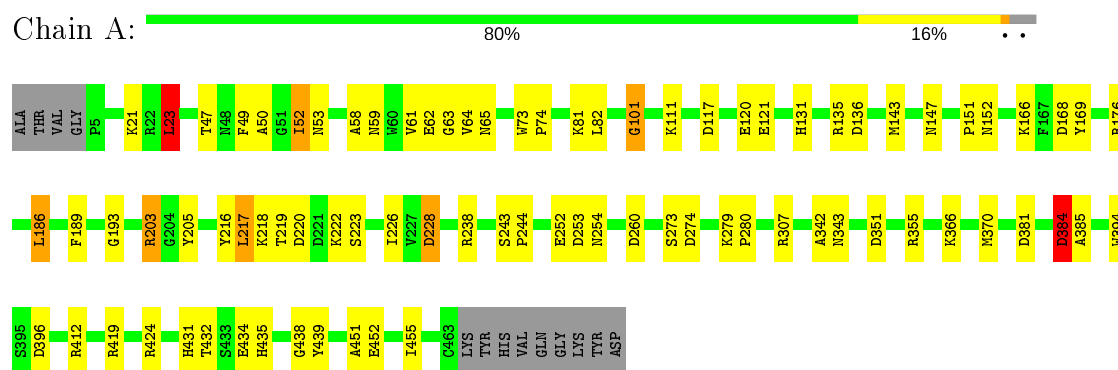 Chain A:
80% 16% • •
ALA THR VAL GLY P5 K21 R22 L23 T47 N48 F49 A50 G51 I52 N53 A58 N59 W60 V61 E62 G63 V64 N65 W73 P74 K81 L82 G101 K111 D117 E120 E121 H131 R135 D136 M143 N147 P151 N152 K166 F167 D168 Y169
L186 F189 G193 R203 G204 Y205 Y216 L217 K218 T219 D220 D221 K222 S223 I226 V227 D228 R238 S243 P244 E252 D253 N254 D260 S273 D274 K279 P280 R307 A342 N343 D351 R355 K366 M370 D381 D384 A385
S395 D396 R412 R419 R424 H431 T432 S433 E434 H435 G438 Y439 A451 E452 I455 C463 LYS TYR HIS VAL GLN GLY LYS TYR ASP